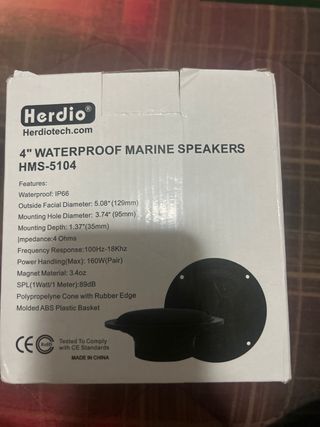 Herdio®
Herdiotech.com
4" WATERPROOF MARINE SPEAKERS
HMS-5104
Features:
Waterproof: IP66
Outside Facial Diameter: 5.08" (129mm)
Mounting Hole Diameter: 3.74" (95mm)
Mounting Depth: 1.37"(35mm)
Impedance:4 Ohms
Frequency Response:100Hz-18Khz
Power Handling(Max): 160W(Pair)
Magnet Material: 3.4oz
SPL(1Watt/1 Meter):89dB
Polypropelyne Cone with Rubber Edge
Molded ABS Plastic Basket
CE RoHS Tested To Comply
with CE Standards
MADE IN CHINA